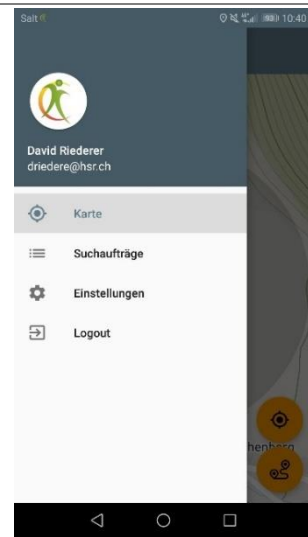 Salt
10:40
David Riederer
driedere@hsr.ch
Karte
Suchaufträge
Einstellungen
Logout